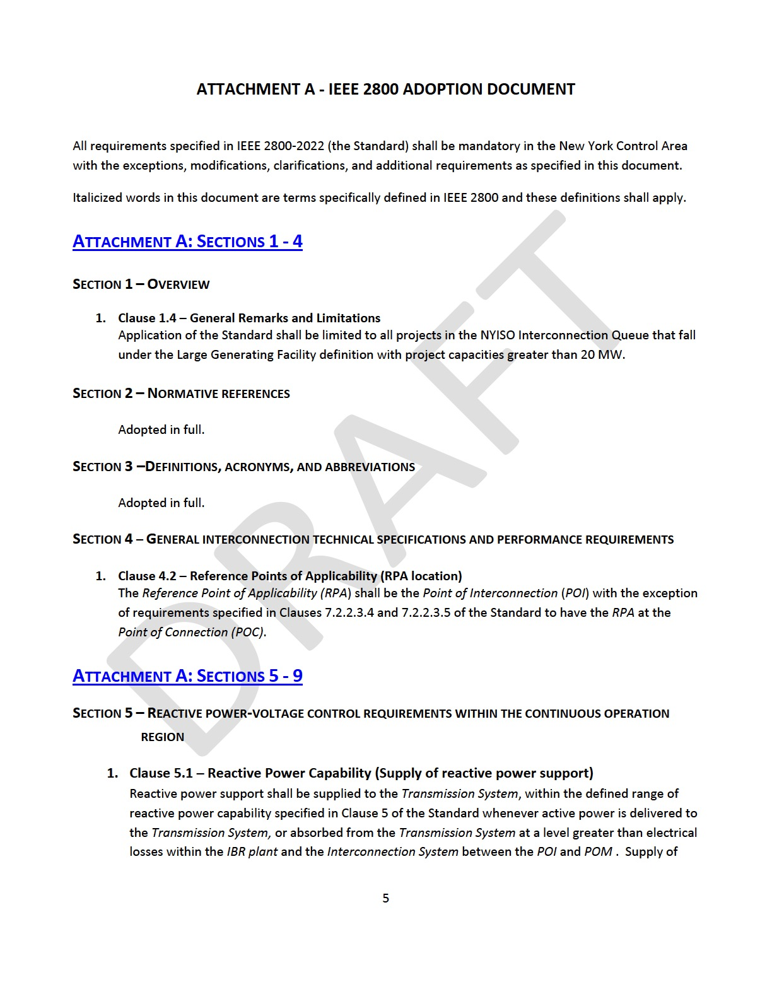 ATTACHMENT A - IEEE 2800 ADOPTION DOCUMENT
All requirements specified in IEEE 2800-2022 (the Standard) shall be mandatory in the New York Control Area
with the exceptions, modifications, clarifications, and additional requirements as specified in this document.
Italicized words in this document are terms specifically defined in IEEE 2800 and these definitions shall apply.
ATTACHMENT A: SECTIONS 1 - 4
SECTION 1 – OVERVIEW
1. Clause 1.4 – General Remarks and Limitations
Application of the Standard shall be limited to all projects in the NYISO Interconnection Queue that fall
under the Large Generating Facility definition with project capacities greater than 20 MW.
SECTION 2 – NORMATIVE REFERENCES
Adopted in full.
SECTION 3 –DEFINITIONS, ACRONYMS, AND ABBREVIATIONS
Adopted in full.
SECTION 4 – GENERAL INTERCONNECTION TECHNICAL SPECIFICATIONS AND PERFORMANCE REQUIREMENTS
1. Clause 4.2 – Reference Points of Applicability (RPA location)
The Reference Point of Applicability (RPA) shall be the Point of Interconnection (POI) with the exception
of requirements specified in Clauses 7.2.2.3.4 and 7.2.2.3.5 of the Standard to have the RPA at the
Point of Connection (POC).
ATTACHMENT A: SECTIONS 5 - 9
SECTION 5 – REACTIVE POWER-VOLTAGE CONTROL REQUIREMENTS WITHIN THE CONTINUOUS OPERATION
REGION
1. Clause 5.1 – Reactive Power Capability (Supply of reactive power support)
Reactive power support shall be supplied to the Transmission System, within the defined range of
reactive power capability specified in Clause 5 of the Standard whenever active power is delivered to
the Transmission System, or absorbed from the Transmission System at a level greater than electrical
losses within the IBR plant and the Interconnection System between the POI and POM . Supply of
5
DRAFT